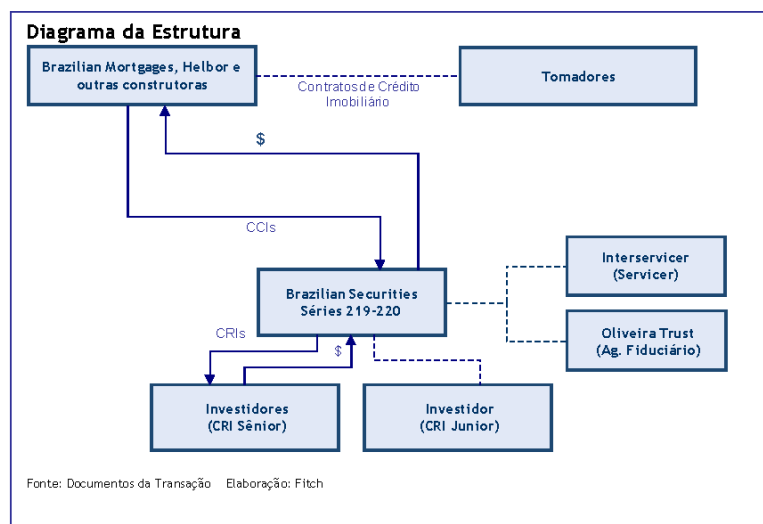 Diagrama da Estrutura
Brazilian Mortgages, Helbor e
outras construtoras
Contratos de Crédito
Imobiliário
Tomadores
$
CCIs
Brazilian Securities
Séries 219-220
Interservicer
(Servicer)
Oliveira Trust
(Ag. Fiduciário)
CRIs
$
Investidores
(CRI Sênior)
Investidor
(CRI Junior)
Fonte: Documentos da Transação Elaboração: Fitch